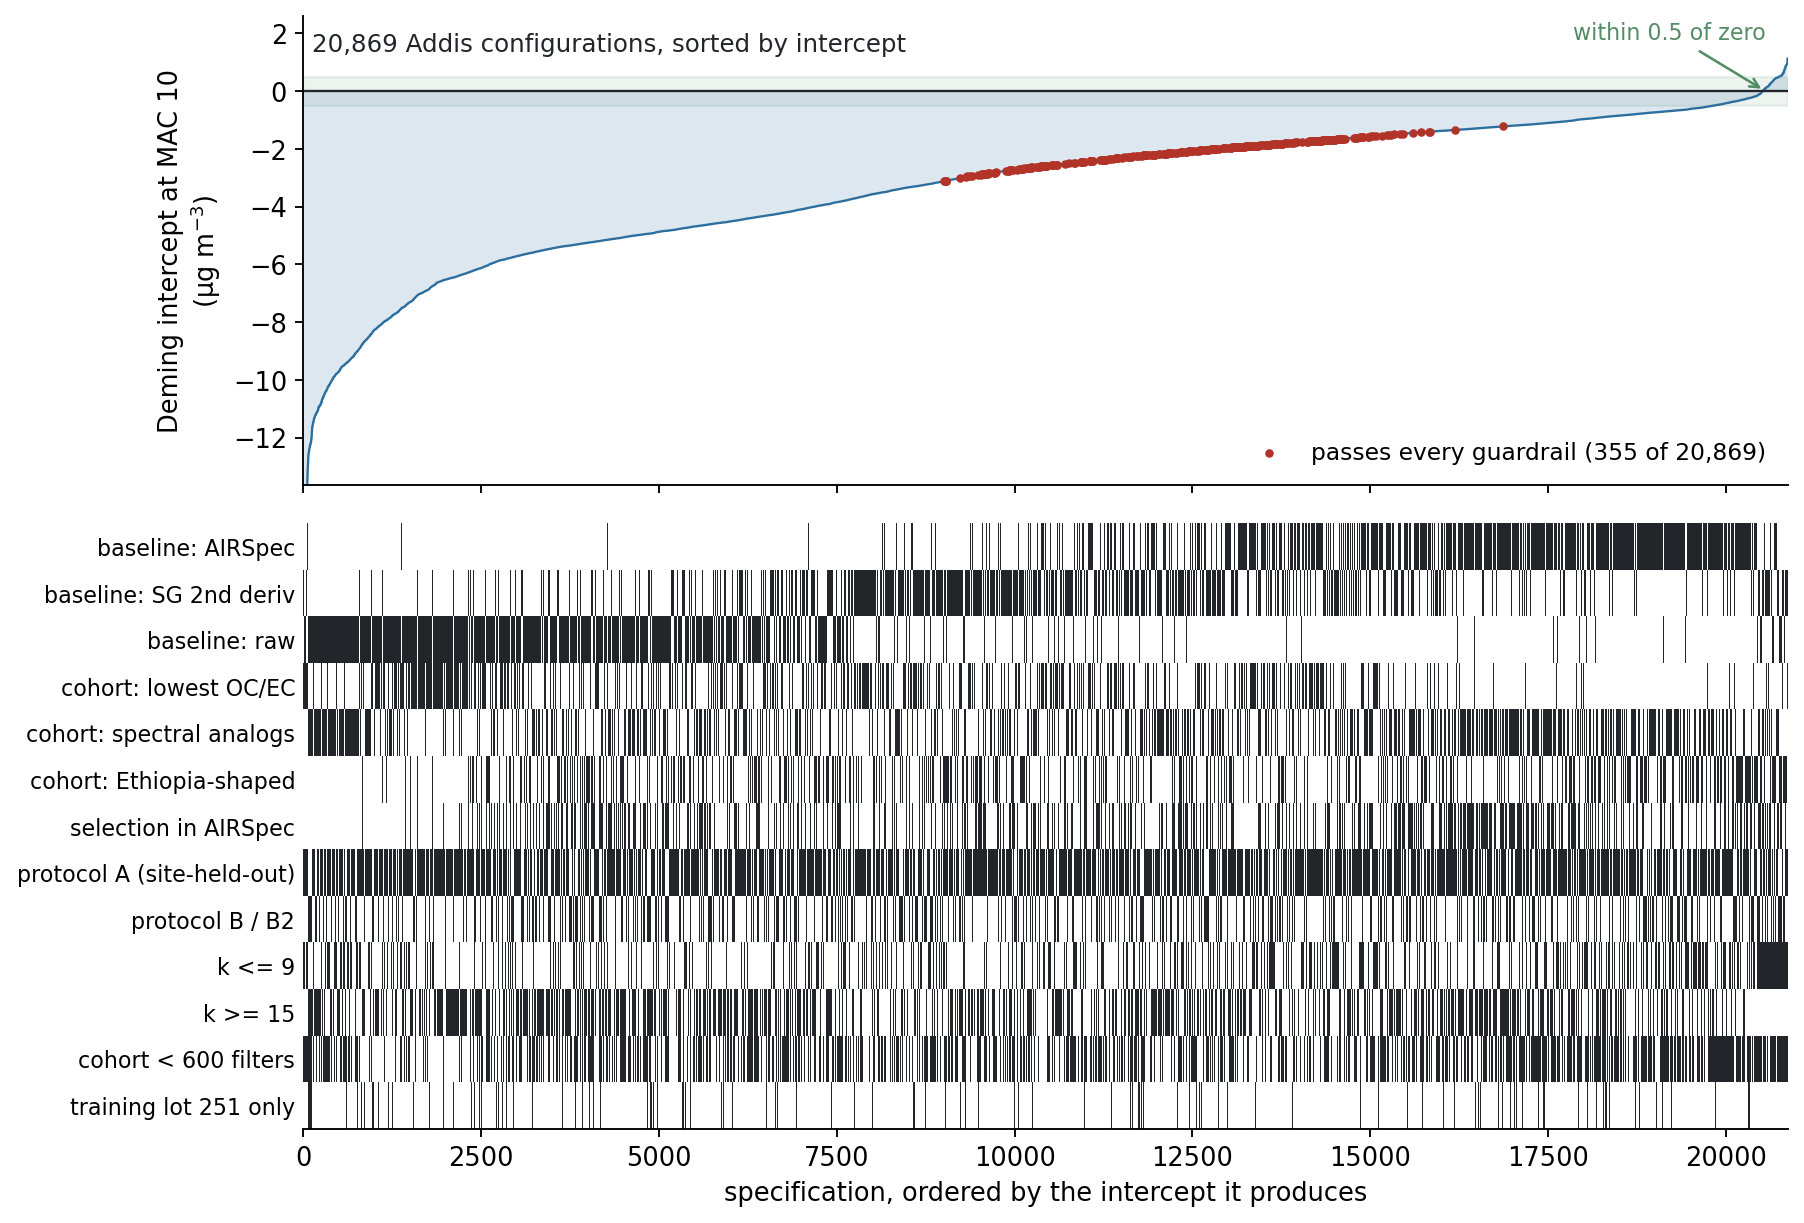 20,869 Addis configurations, sorted by intercept
within 0.5 of zero
2
0
−2
−4
−6
−8
−10
−12
Deming intercept at MAC 10
(µg m⁻³)
passes every guardrail (355 of 20,869)
baseline: AIRSpec
baseline: SG 2nd deriv
baseline: raw
cohort: lowest OC/EC
cohort: spectral analogs
cohort: Ethiopia-shaped
selection in AIRSpec
protocol A (site-held-out)
protocol B / B2
k <= 9
k >= 15
cohort < 600 filters
training lot 251 only
0 2500 5000 7500 10000 12500 15000 17500 20000
specification, ordered by the intercept it produces